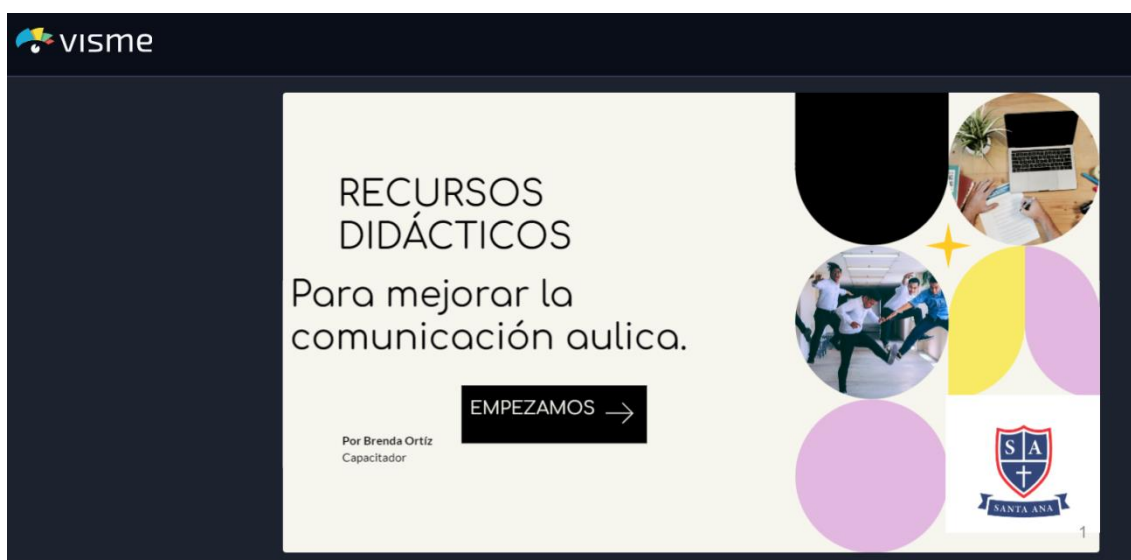 visme
RECURSOS
DIDÁCTICOS
Para mejorar la
comunicación aulica.
EMPEZAMOS →
Por Brenda Ortíz
Capacitador
S A
SANTA ANA
1